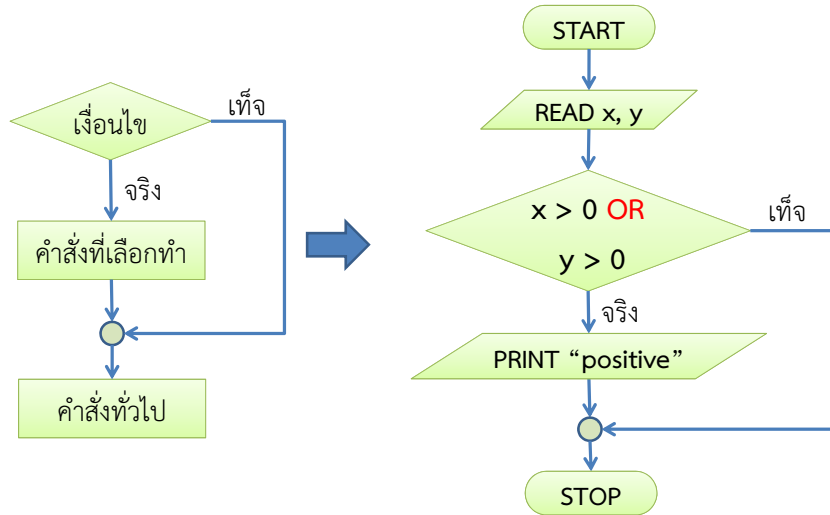 เงื่อนไข
เท็จ
จริง
คำสั่งที่เลือกทำ
คำสั่งทั่วไป
START
READ x, y
x > 0 OR
y > 0
เท็จ
จริง
PRINT “positive”
STOP